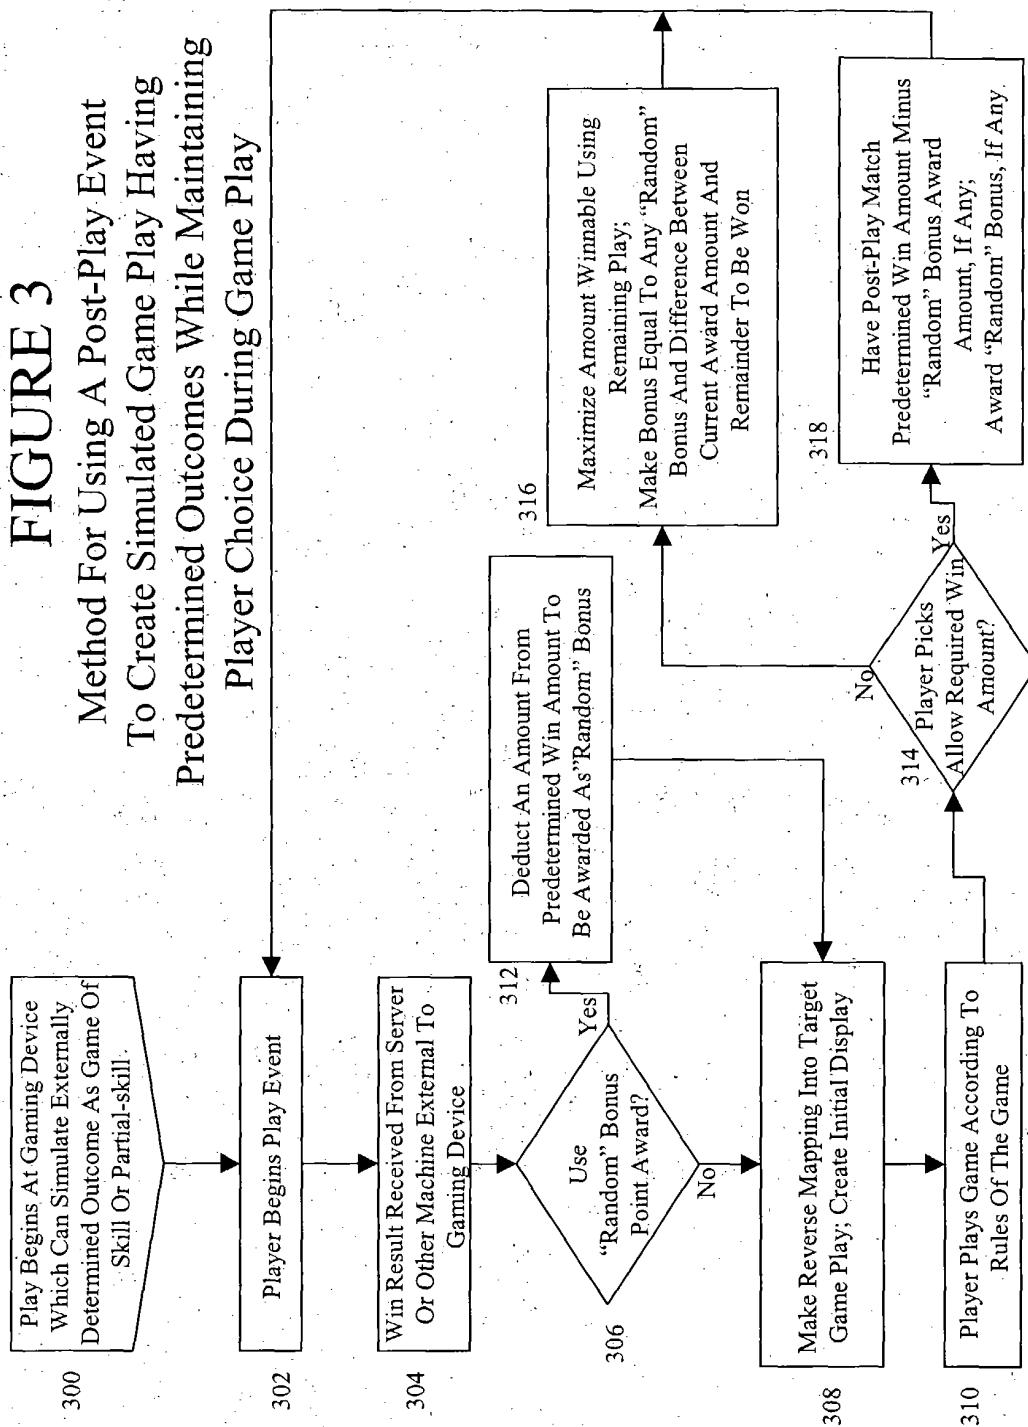 FIGURE 3
Method For Using A Post-Play Event
To Create Simulated Game Play Having
Predetermined Outcomes While Maintaining
Player Choice During Game Play
300
Play Begins At Gaming Device
Which Can Simulate Externally
Determined Outcome As Game Of
Skill Or Partial-skill
302
Player Begins Play Event
304
Win Result Received From Server
Or Other Machine External To
Gaming Device
306
Use
“Random” Bonus
Point Award?
Yes
No
312
Deduct An Amount From
Predetermined Win Amount To
Be Awarded As"Random" Bonus
308
Make Reverse Mapping Into Target
Game Play; Create Initial Display
310
Player Plays Game According To
Rules Of The Game
314
Player Picks
Allow Required Win
Amount?
No
Yes
316
Maximize Amount Winnable Using
Remaining Play;
Make Bonus Equal To Any “Random”
Bonus And Difference Between
Current Award Amount And
Remainder To Be Won
318
Have Post-Play Match
Predetermined Win Amount Minus
“Random” Bonus Award
Amount, If Any;
Award “Random” Bonus, If Any